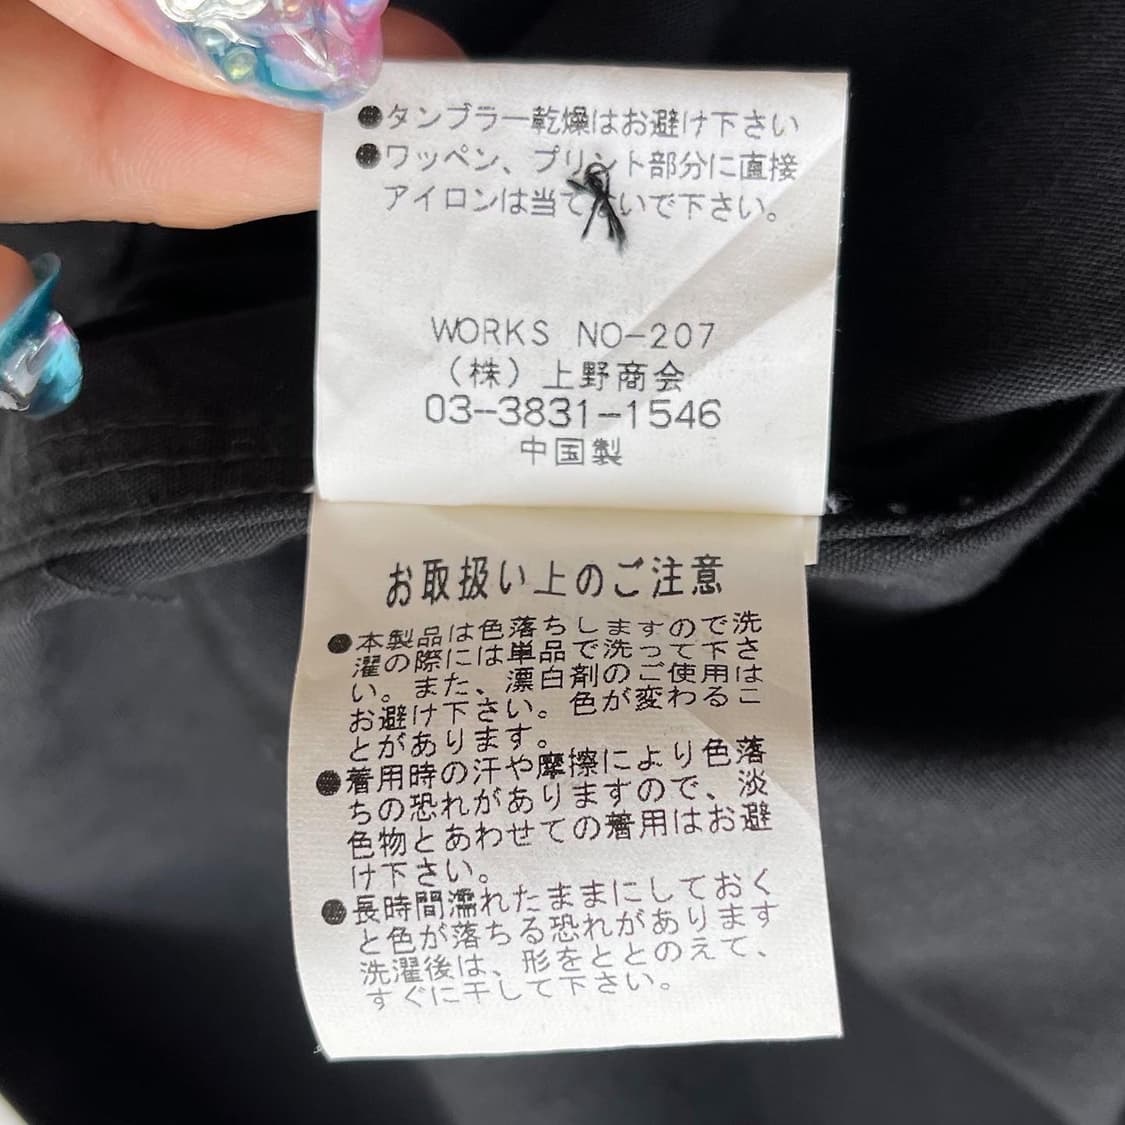 ●タンブラー乾燥はお避け下さい
●ワッペン、プリント部分に直接
アイロンは当てないで下さい。
WORKS NO-207
（株）上野商会
03-3831-1546
中国製
お取扱い上のご注意
●本製品は色落ちしますので洗
濯の際には単品で洗って下さ
い。また、漂白剤のご使用は
お避け下さい。色が変わるこ
とがあります。
●着用時の汗や摩擦により色落
ちの恐れがありますので、淡
色物とあわせての着用はお避
け下さい。
●長時間濡れたままにしておく
と色が落ちる恐れがあります
洗濯後は、形をととのえて、
すぐに干して下さい。